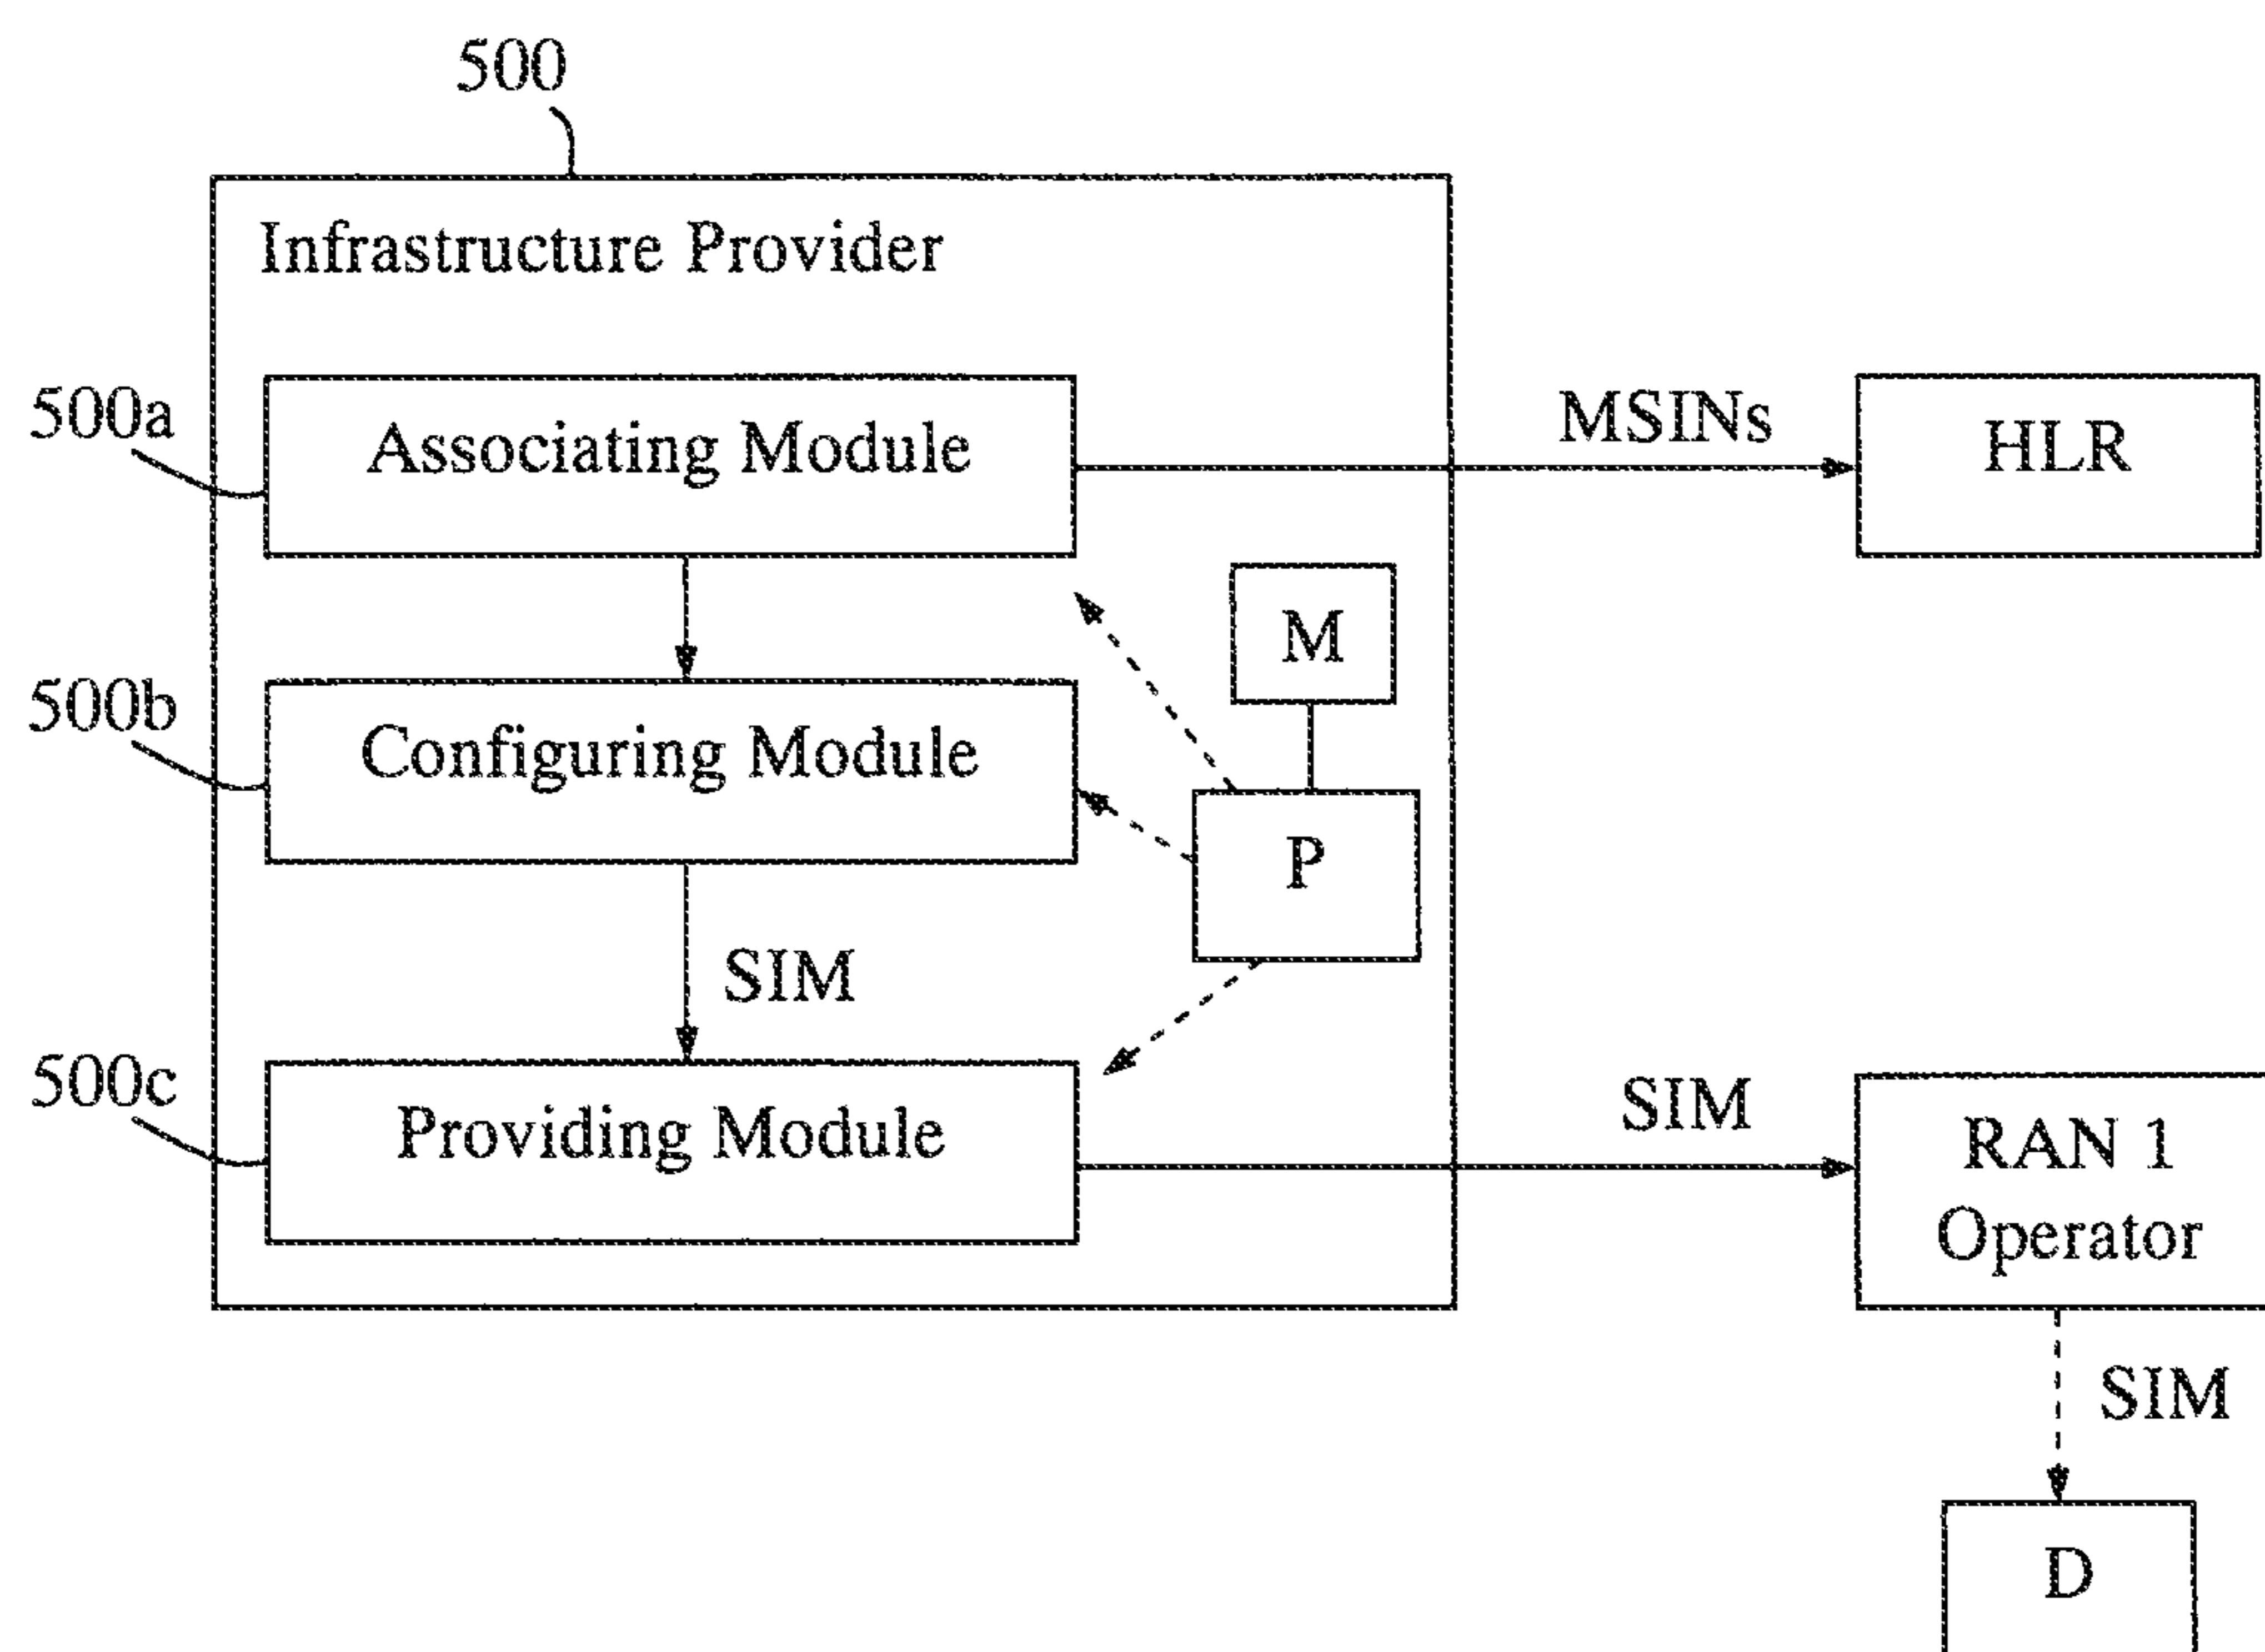 500
Infrastructure Provider
500a
Associating Module
MSINs
HLR
M
500b
Configuring Module
P
SIM
500c
Providing Module
SIM
RAN 1
Operator
SIM
D